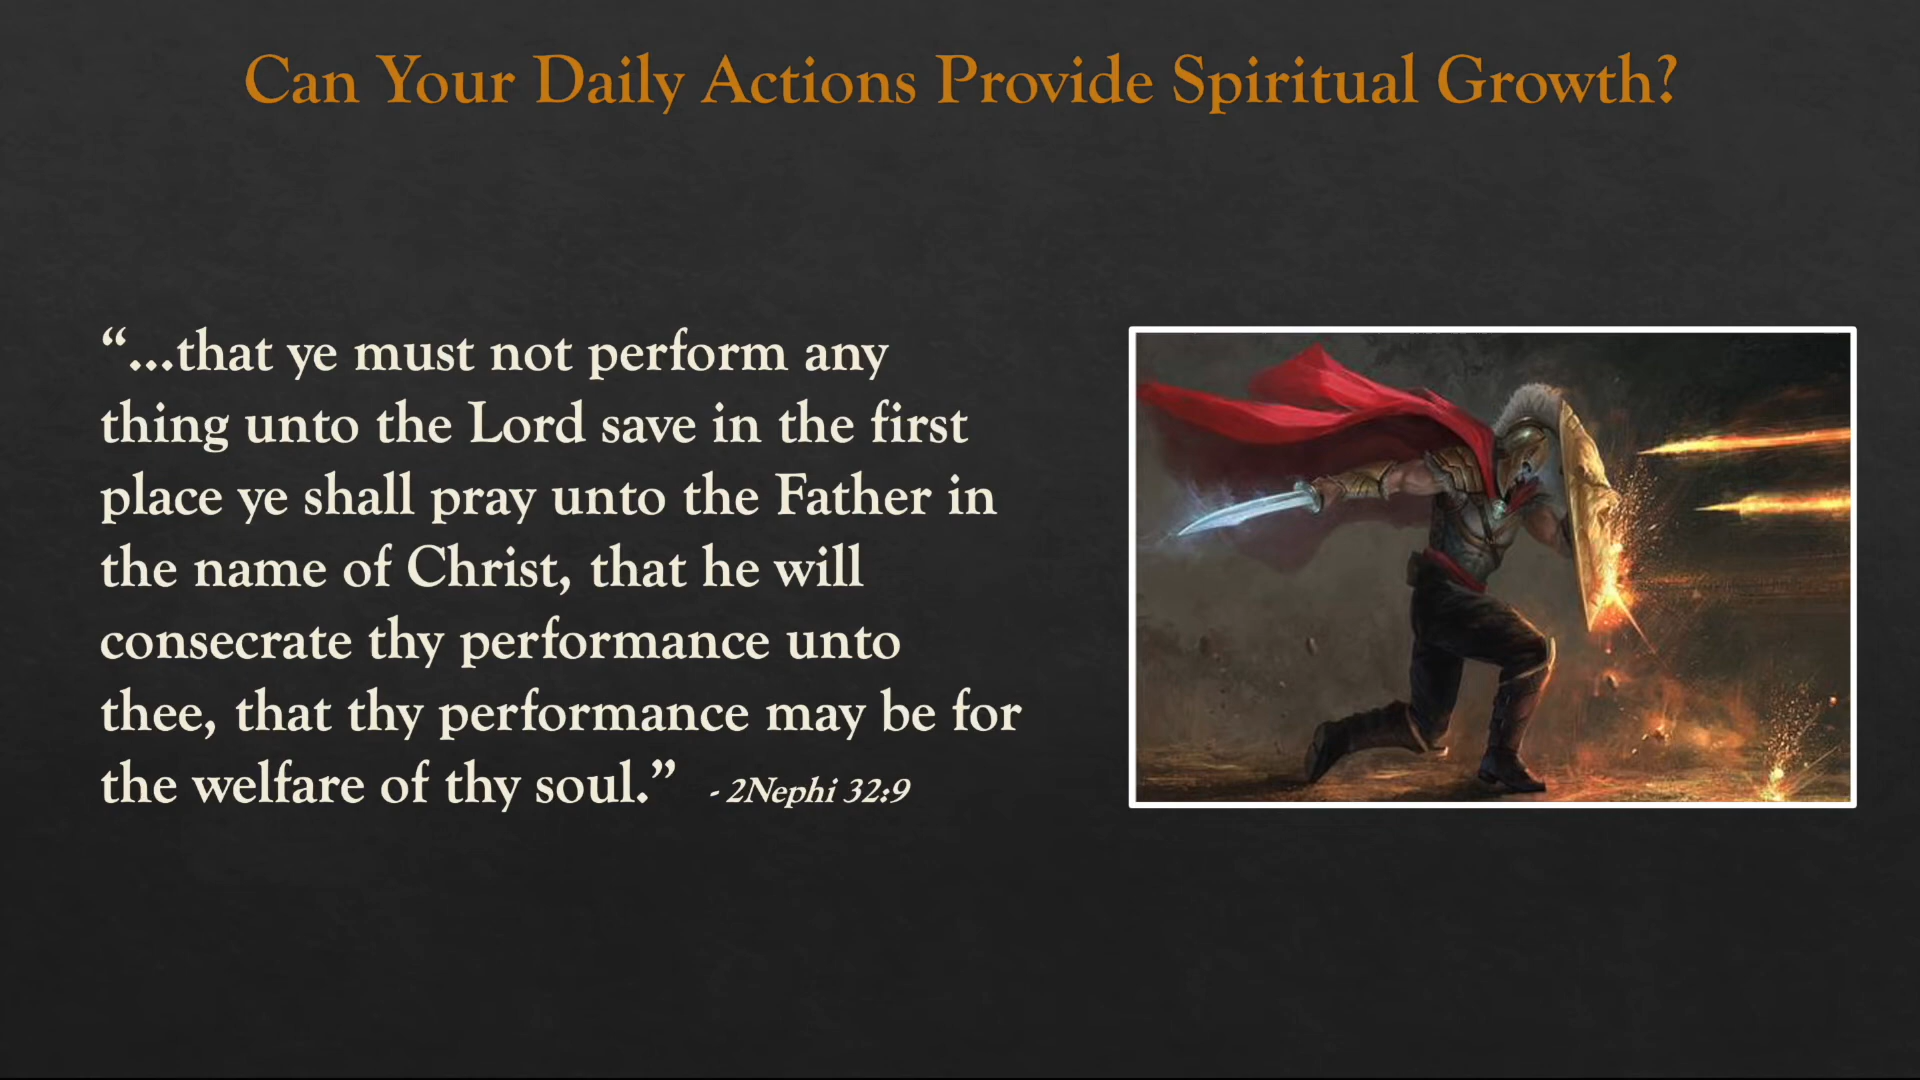 Can Your Daily Actions Provide Spiritual Growth?
“…that ye must not perform any
thing unto the Lord save in the first
place ye shall pray unto the Father in
the name of Christ, that he will
consecrate thy performance unto
thee, that thy performance may be for
the welfare of thy soul.” - 2Nephi 32:9